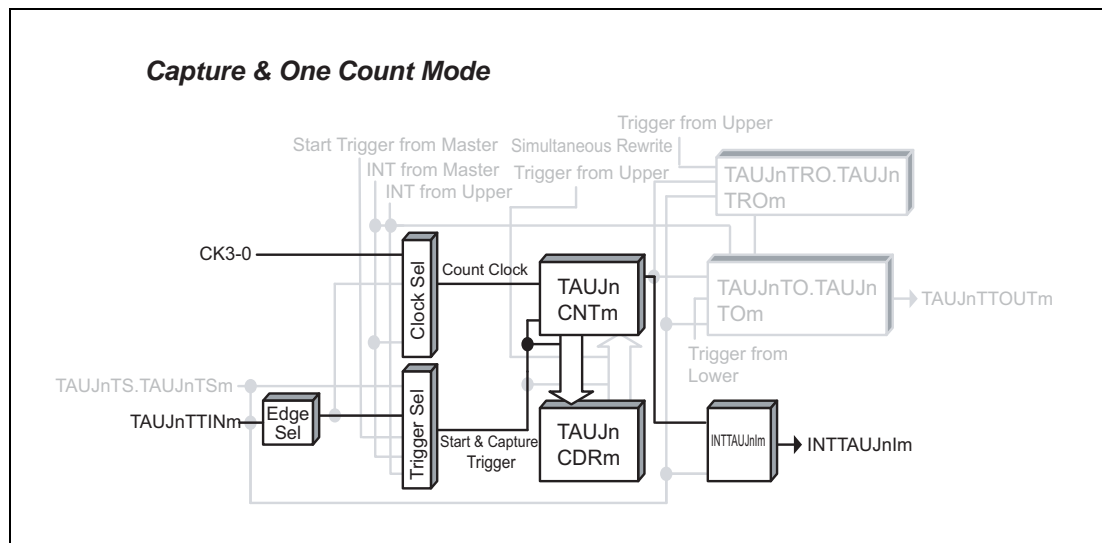 Capture & One Count Mode
Trigger from Upper
Start Trigger from Master
Simultaneous Rewrite
INT from Master
Trigger from Upper
INT from Upper
TAUJnTRO.TAUJn
TROm
CK3-0
Clock Sel
Count Clock
TAUJn
CNTm
TAUJnTO.TAUJn
TOm
TAUJnTTOUTm
Trigger from
Lower
TAUJnTS.TAUJnTSm
TAUJnTTINm
Edge
Sel
Trigger Sel
Start & Capture
Trigger
TAUJn
CDRm
INTTAUJnIm
INTTAUJnIm